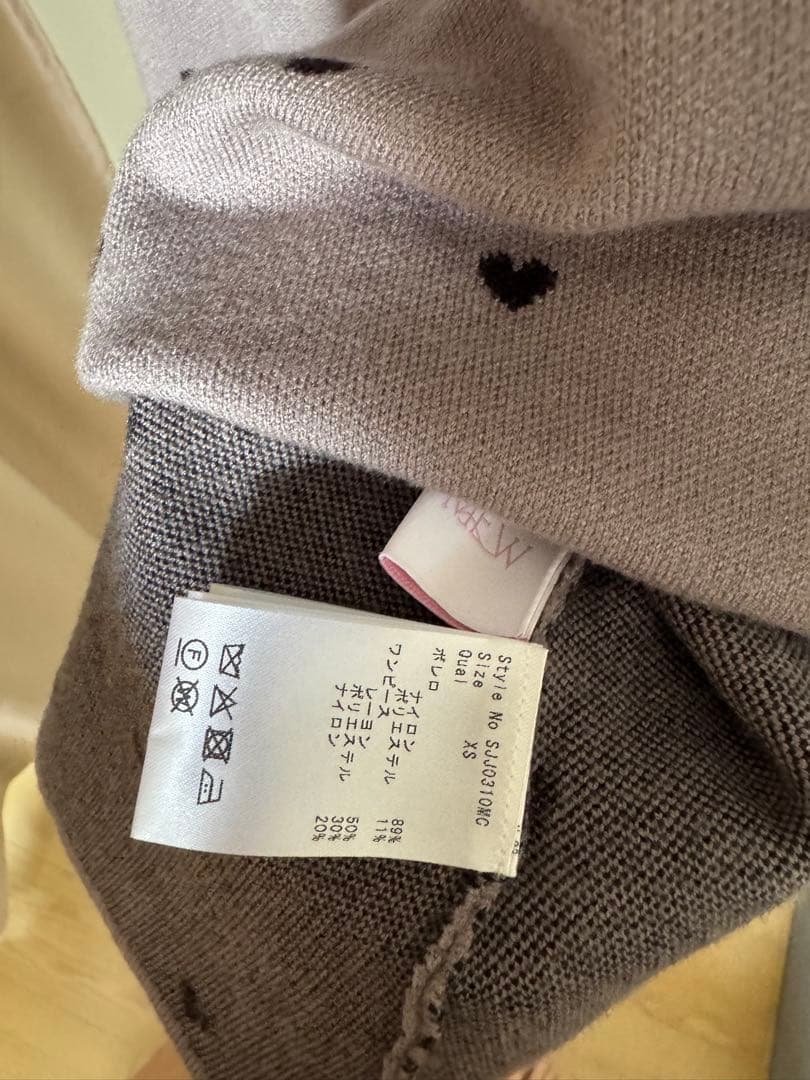 Style No SJJ0310MC
Size XS
Qual
ボレロ
ナイロン 89%
ポリエステル 11%
ワンピース
レーヨン 50%
ポリエステル 30%
ナイロン 20%
F
W